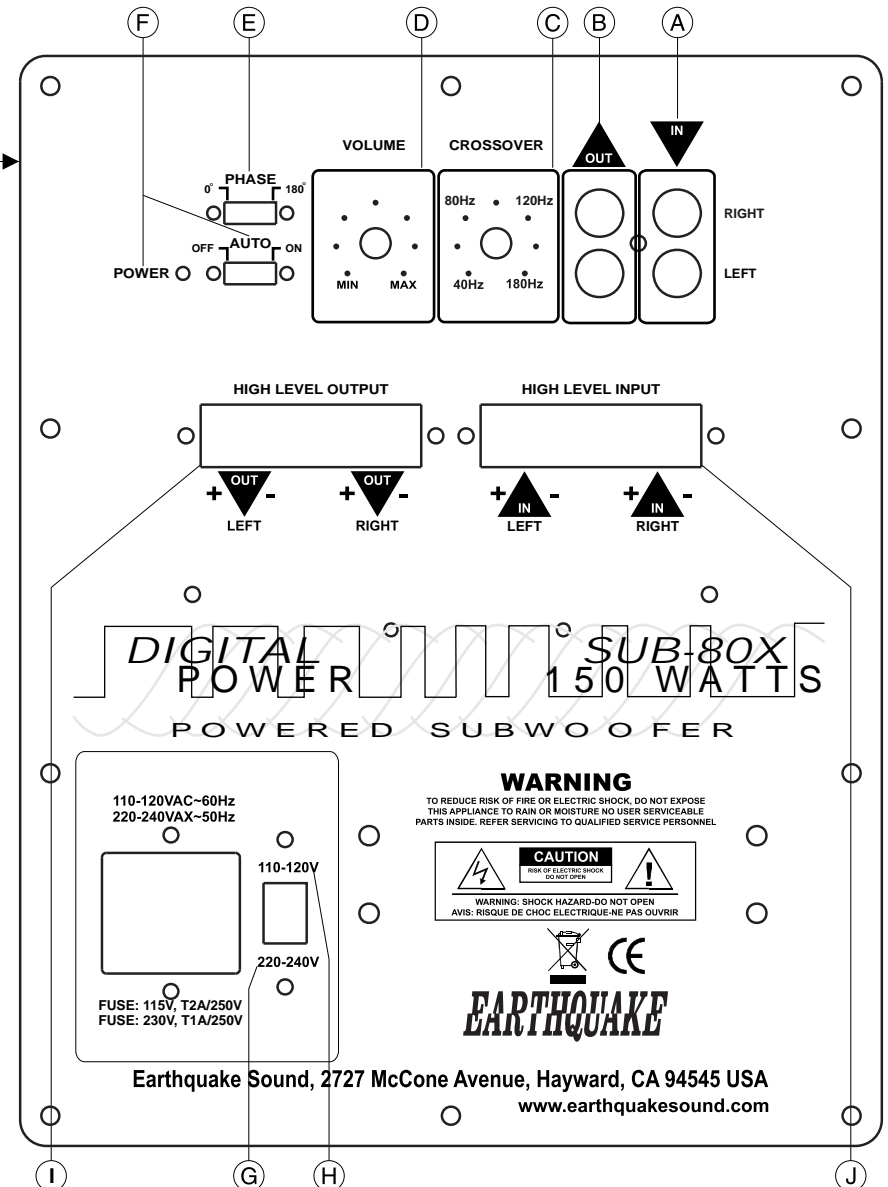 F E D C B A
VOLUME CROSSOVER
IN
OUT
PHASE
0° 180°
80Hz 120Hz
RIGHT
OFF AUTO ON
POWER
LEFT
MIN MAX
40Hz 180Hz
HIGH LEVEL OUTPUT HIGH LEVEL INPUT
+ OUT - + OUT - + IN - + IN -
LEFT RIGHT LEFT RIGHT
DIGITAL SUB-80X
POWER 150 WATTS
POWERED SUBWOOFER
110-120VAC~60Hz
220-240VAX~50Hz
110-120V
220-240V
FUSE: 115V, T2A/250V
FUSE: 230V, T1A/250V
WARNING
TO REDUCE RISK OF FIRE OR ELECTRIC SHOCK, DO NOT EXPOSE
THIS APPLIANCE TO RAIN OR MOISTURE NO USER SERVICEABLE
PARTS INSIDE. REFER SERVICING TO QUALIFIED SERVICE PERSONNEL
CAUTION
RISK OF ELECTRIC SHOCK
DO NOT OPEN
WARNING: SHOCK HAZARD-DO NOT OPEN
AVIS: RISQUE DE CHOC ELECTRIQUE-NE PAS OUVRIR
CE
EARTHQUAKE
Earthquake Sound, 2727 McCone Avenue, Hayward, CA 94545 USA
www.earthquakesound.com
I G H J